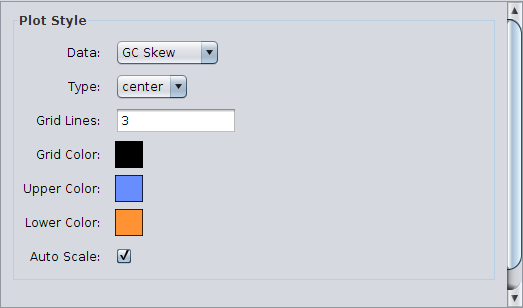 Plot Style
Data: GC Skew
Type: center
Grid Lines: 3
Grid Color:
Upper Color:
Lower Color:
Auto Scale: